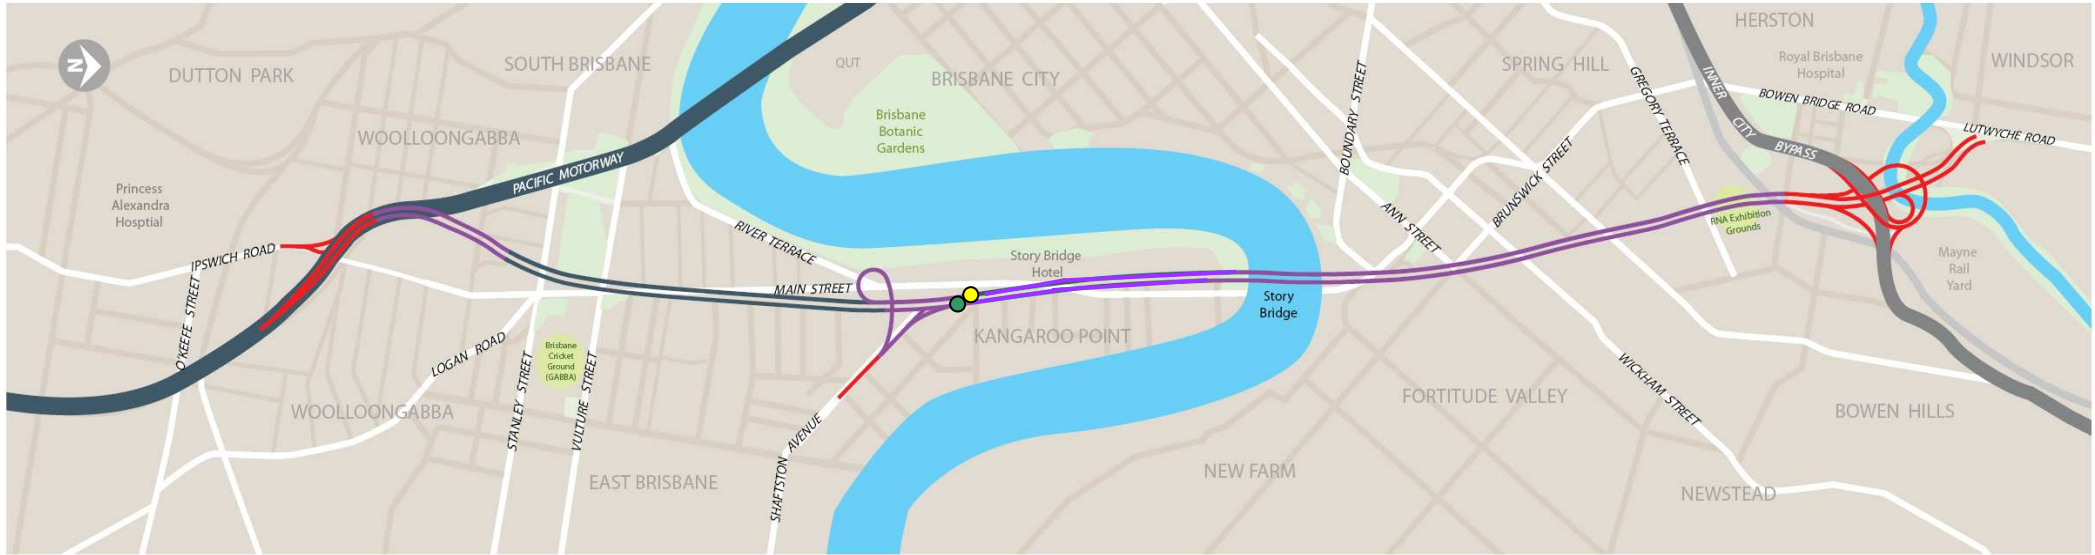 N
DUTTON PARK
SOUTH BRISBANE
QUT
BRISBANE CITY
SPRING HILL
HERSTON
Royal Brisbane
Hospital
WINDSOR
WOOLLOONGABBA
Brisbane
Botanic
Gardens
BOUNDARY STREET
GREGORY TERRACE
INNER
CITY
BYPASS
BOWEN BRIDGE ROAD
LUTWYCHE ROAD
PACIFIC MOTORWAY
Princess
Alexandra
Hosptial
BRUNSWICK STREET
ANN STREET
RNA Exhibition
Grounds
IPSWICH ROAD
RIVER TERRACE
Story Bridge
Hotel
MAIN STREET
Mayne
Rail
Yard
O'KEEFE STREET
Story
Bridge
KANGAROO POINT
LOGAN ROAD
Brisbane
Cricket
Ground
(GABBA)
STANLEY STREET
VULTURE STREET
WICKHAM STREET
FORTITUDE VALLEY
BOWEN HILLS
WOOLLOONGABBA
SHAFTSTON AVENUE
EAST BRISBANE
NEW FARM
NEWSTEAD